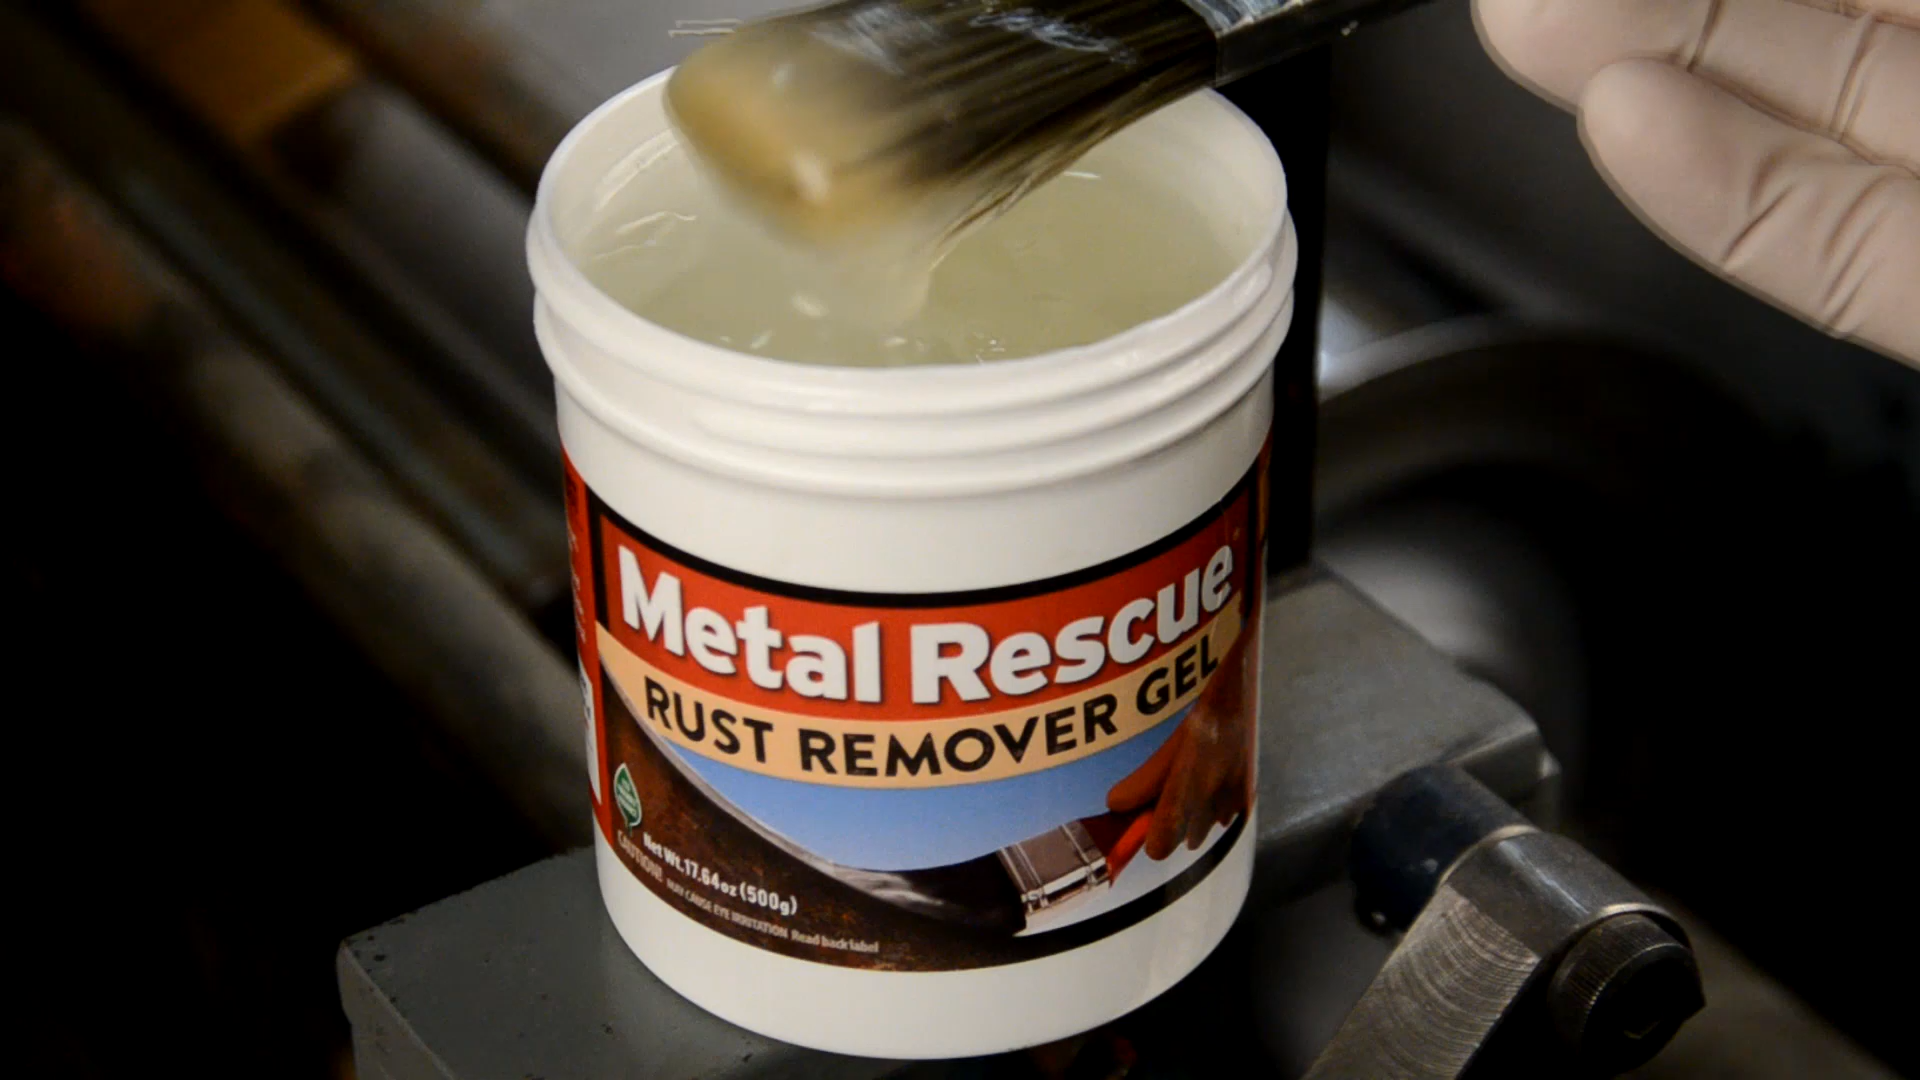 Metal Rescue
RUST REMOVER GEL
Net Wt.17.64oz (500g)
CAUTION! MAY CAUSE EYE IRRITATION Read back label